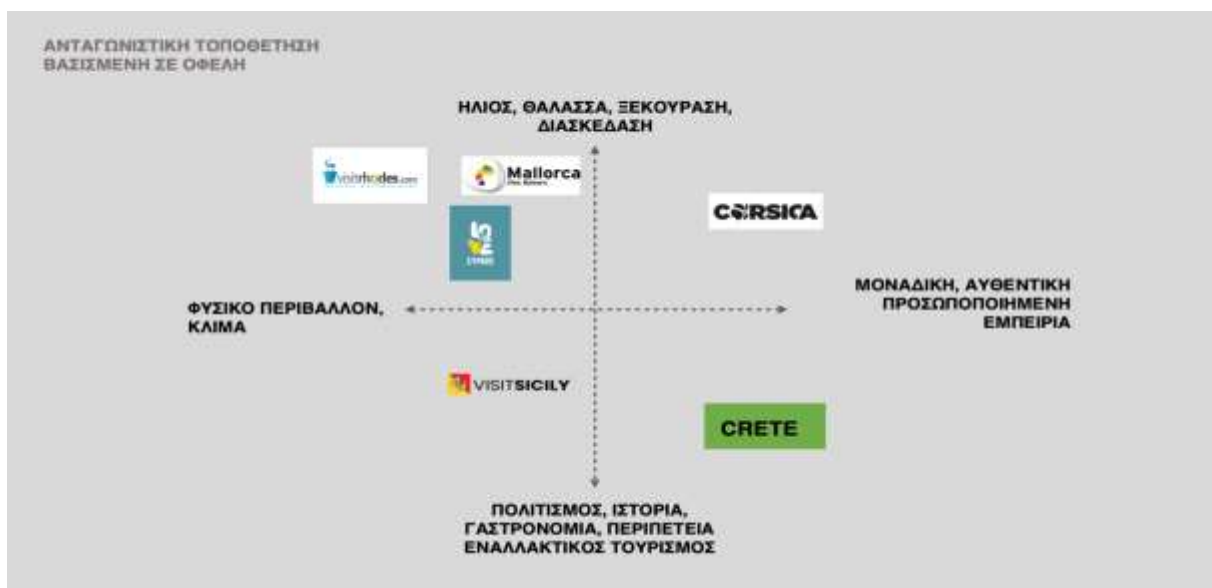 ΑΝΤΑΓΩΝΙΣΤΙΚΗ ΤΟΠΟΘΕΤΗΣΗ
ΒΑΣΙΣΜΕΝΗ ΣΕ ΟΦΕΛΗ
ΗΛΙΟΣ, ΘΑΛΑΣΣΑ, ΞΕΚΟΥΡΑΣΗ,
ΔΙΑΣΚΕΔΑΣΗ
visitrhodes.com
Mallorca
CORSICA
ΦΥΣΙΚΟ ΠΕΡΙΒΑΛΛΟΝ,
ΚΛΙΜΑ
ΜΟΝΑΔΙΚΗ, ΑΥΘΕΝΤΙΚΗ
ΠΡΟΣΩΠΟΠΟΙΗΜΕΝΗ
ΕΜΠΕΙΡΙΑ
VISITSICILY
CRETE
ΠΟΛΙΤΙΣΜΟΣ, ΙΣΤΟΡΙΑ,
ΓΑΣΤΡΟΝΟΜΙΑ, ΠΕΡΙΠΕΤΕΙΑ
ΕΝΑΛΛΑΚΤΙΚΟΣ ΤΟΥΡΙΣΜΟΣ